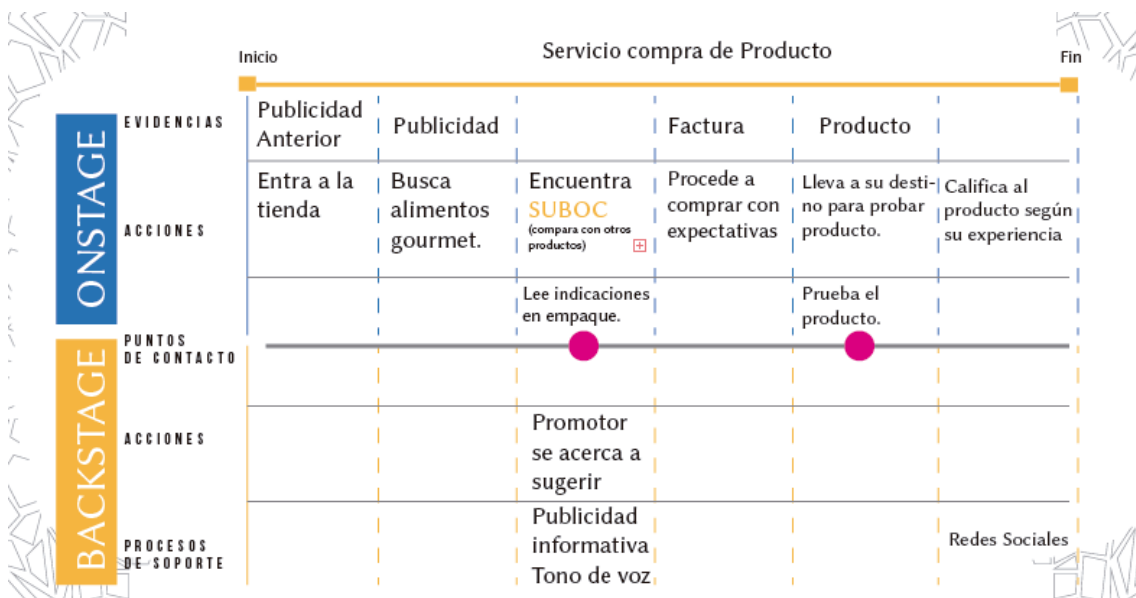 Servicio compra de Producto
Inicio
Fin
ONSTAGE
EVIDENCIAS
Publicidad
Anterior
Publicidad
Factura
Producto
ACCIONES
Entra a la
tienda
Busca
alimentos
gourmet.
Encuentra
SUBOC
(compara con otros
productos)
Procede a
comprar con
expectativas
Lleva a su desti-
no para probar
producto.
Califica al
producto según
su experiencia
Lee indicaciones
en empaque.
Prueba el
producto.
PUNTOS
DE CONTACTO
BACKSTAGE
ACCIONES
Promotor
se acerca a
sugerir
PROCESOS
DE SOPORTE
Publicidad
informativa
Tono de voz
Redes Sociales